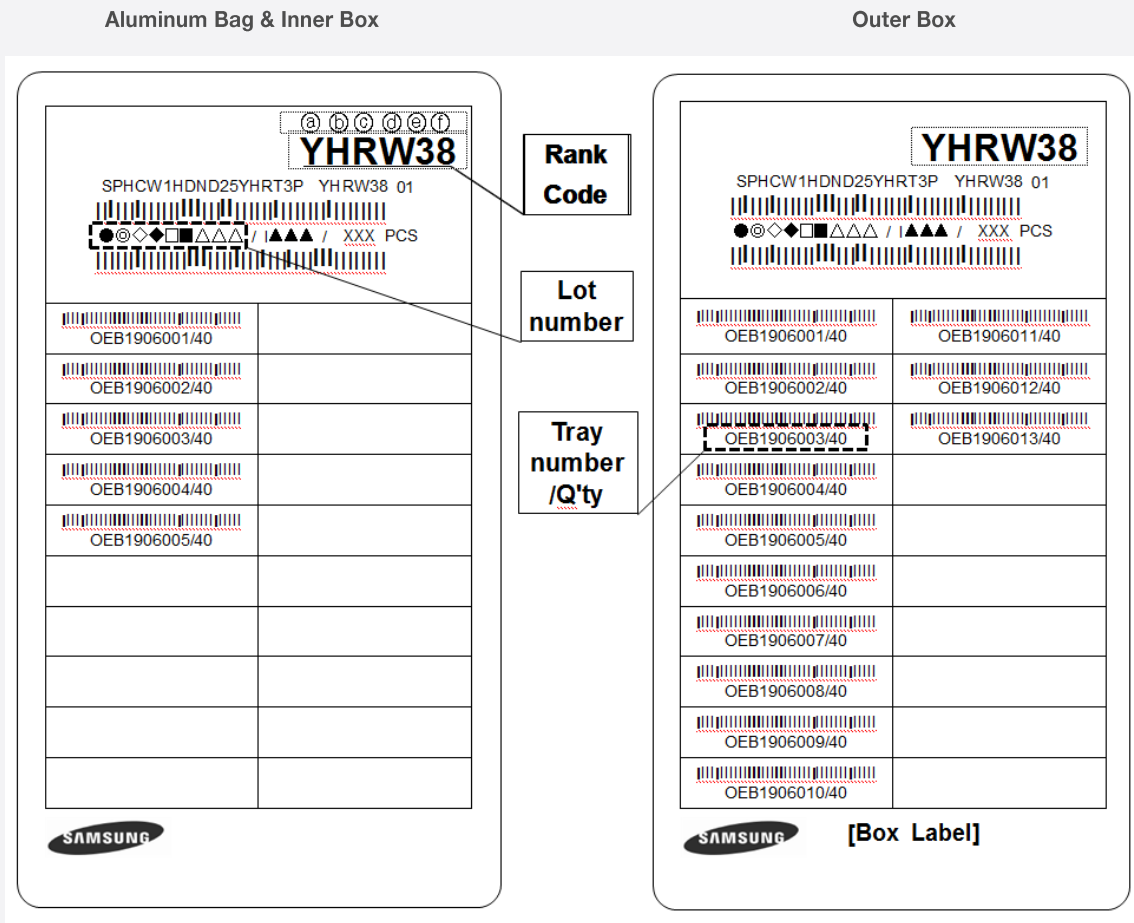 Aluminum Bag & Inner Box
ⓐ ⓑ ⓒ ⓓ ⓔ ⓕ
YHRW38
SPHCW1HDND25YHRT3P YHRW38 01
●◎◇◆□■△△△ / I▲▲▲ / XXX PCS
OEB1906001/40
OEB1906002/40
OEB1906003/40
OEB1906004/40
OEB1906005/40
SAMSUNG
Rank
Code
Lot
number
Tray
number
/Q'ty
Outer Box
YHRW38
SPHCW1HDND25YHRT3P YHRW38 01
●◎◇◆□■△△△ / I▲▲▲ / XXX PCS
OEB1906001/40 OEB1906011/40
OEB1906002/40 OEB1906012/40
OEB1906003/40 OEB1906013/40
OEB1906004/40
OEB1906005/40
OEB1906006/40
OEB1906007/40
OEB1906008/40
OEB1906009/40
OEB1906010/40
SAMSUNG [Box Label]